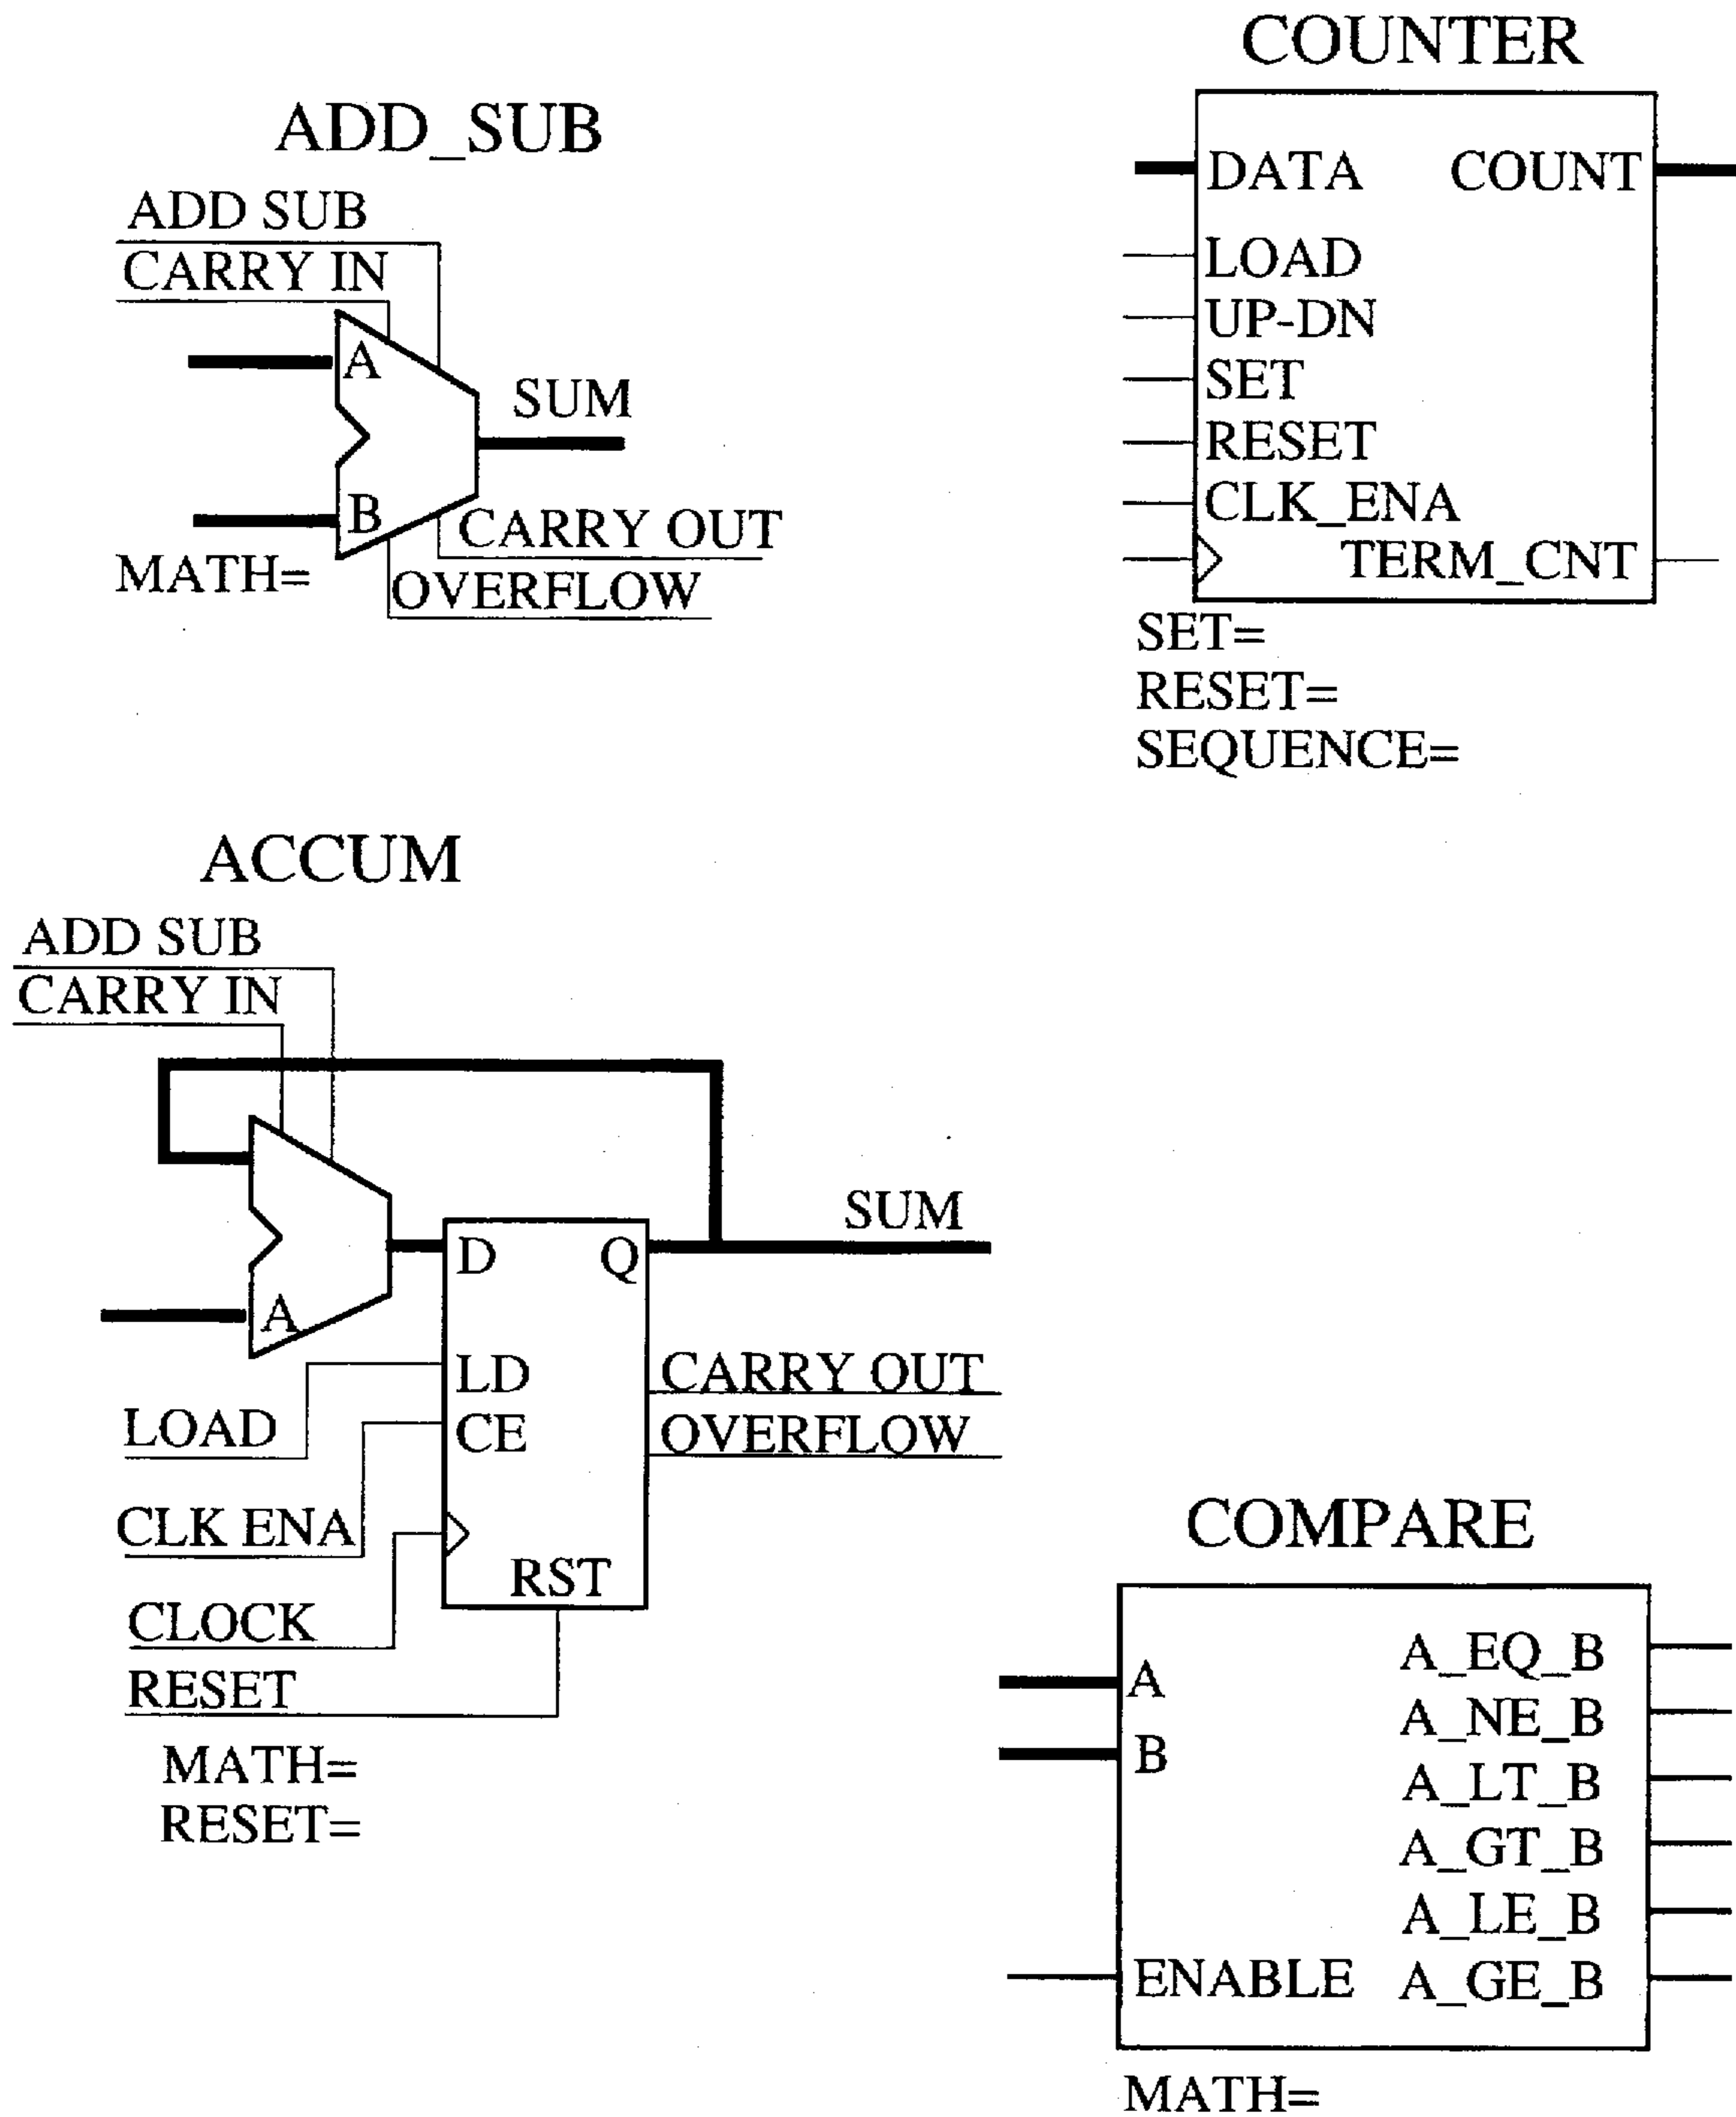 COUNTER
DATA COUNT
LOAD
UP-DN
SET
RESET
CLK_ENA
TERM_CNT
SET=
RESET=
SEQUENCE=
ADD_SUB
ADD SUB
CARRY IN
A
SUM
B
CARRY OUT
MATH=
OVERFLOW
ACCUM
ADD SUB
CARRY IN
SUM
D Q
A
LD
CARRY OUT
LOAD
CE
OVERFLOW
CLK ENA
RST
CLOCK
RESET
MATH=
RESET=
COMPARE
A_EQ_B
A
A_NE_B
B
A_LT_B
A_GT_B
A_LE_B
ENABLE A_GE_B
MATH=